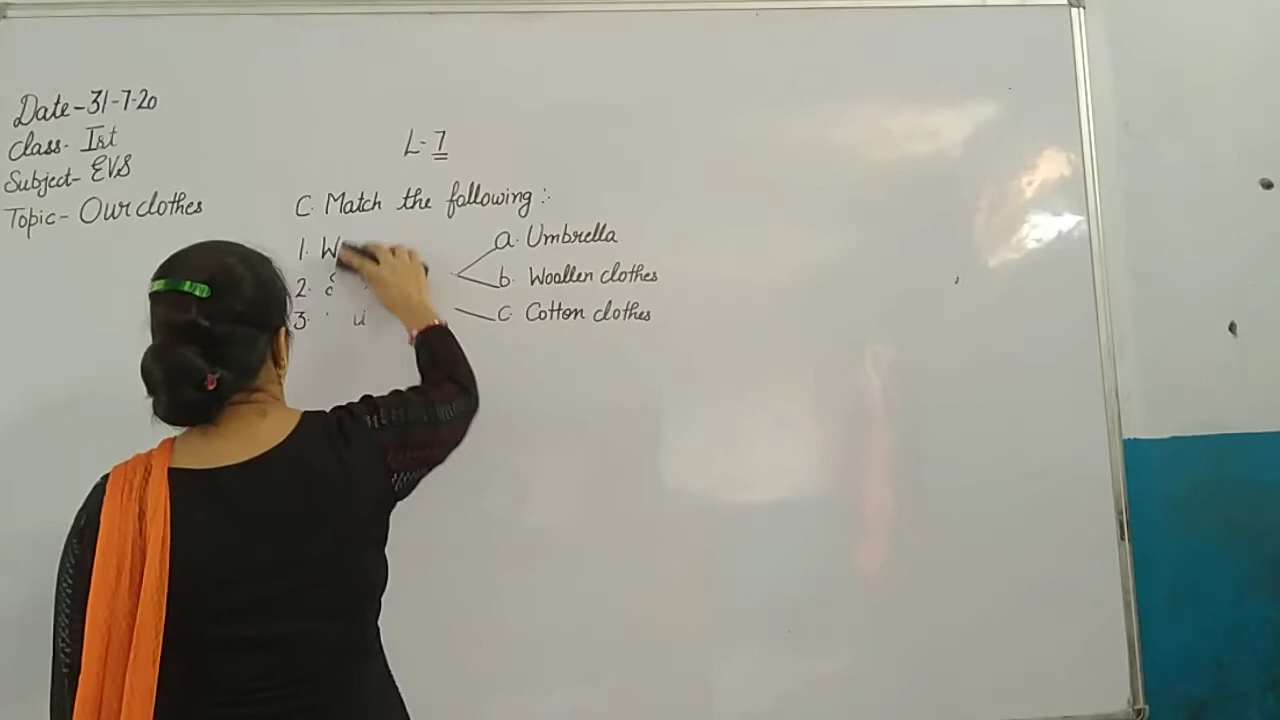 Date-31-7-20
Class- Ist
Subject- EVS
Topic- Our clothes
L-7
C. Match the following :-
1. W
2.
3.
a. Umbrella
b. Woollen clothes
c. Cotton clothes